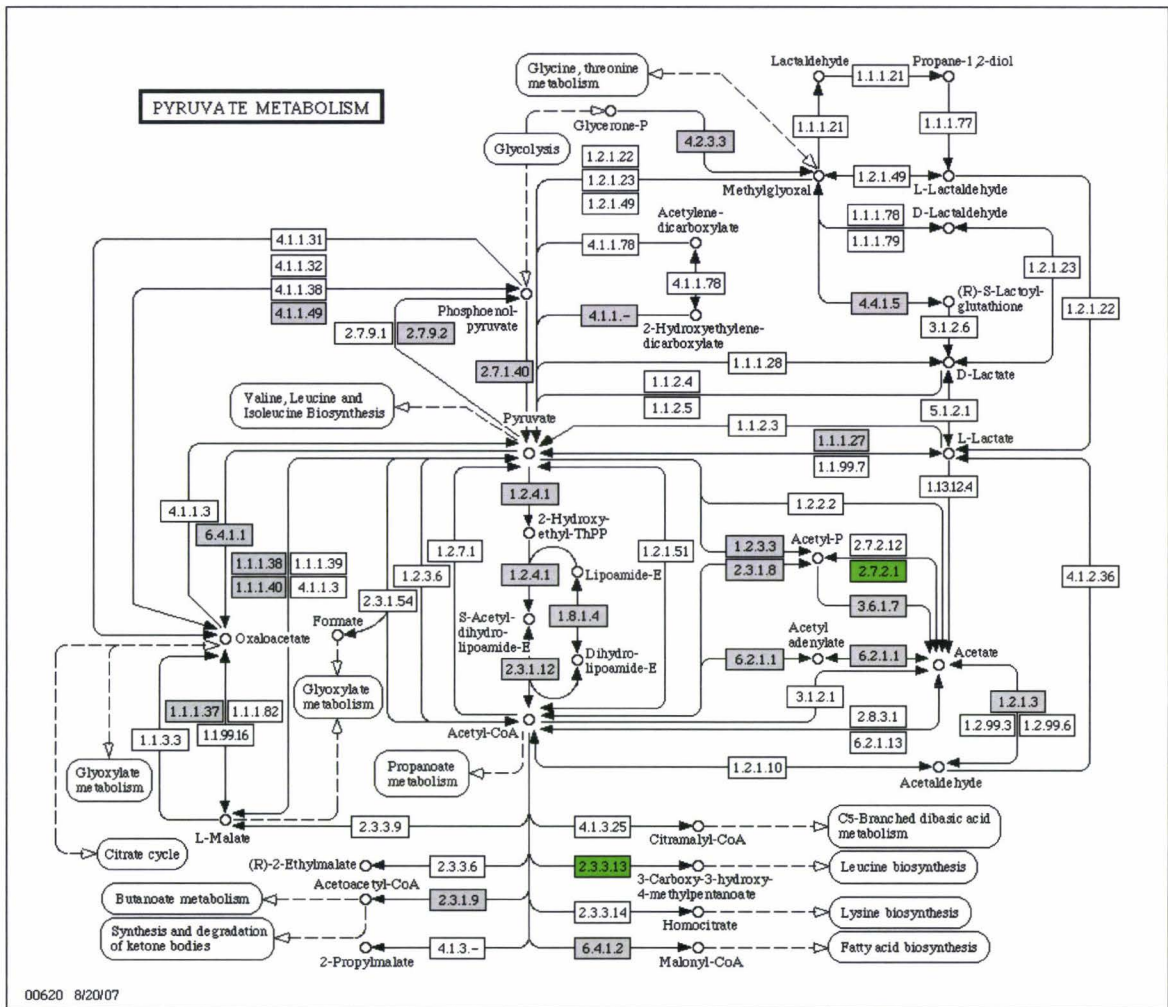 PYRUVATE METABOLISM
Glycine, threonine
metabolism
Lactaldehyde
1.1.1.21
Propane-1,2-diol
Glycolysis
Glycerone-P
4.2.3.3
1.1.1.21
1.1.1.77
1.2.1.22
1.2.1.23
1.2.1.49
Methylglyoxal
1.2.1.49
L-Lactaldehyde
Acetylene-
dicarboxylate
1.1.1.78
1.1.1.79
D-Lactaldehyde
4.1.1.31
4.1.1.32
4.1.1.38
4.1.1.49
4.1.1.78
4.1.1.78
1.2.1.23
Phosphoenol-
pyruvate
4.1.1.-
2-Hydroxyethylene-
dicarboxylate
4.4.1.5
(R)-S-Lactoyl-
glutathione
1.2.1.22
2.7.9.1
2.7.9.2
3.1.2.6
2.7.1.40
1.1.1.28
D-Lactate
1.1.2.4
1.1.2.5
Valine, Leucine and
Isoleucine Biosynthesis
5.1.2.1
Pyruvate
1.1.2.3
1.1.1.27
1.1.99.7
L-Lactate
1.13.12.4
1.2.4.1
1.2.2.2
4.1.1.3
6.4.1.1
2-Hydroxy-
ethyl-ThPP
1.1.1.38
1.1.1.39
1.1.1.40
4.1.1.3
1.2.7.1
1.2.3.6
2.3.1.54
1.2.4.1
Lipoamide-E
1.2.1.51
1.2.3.3
2.3.1.8
Acetyl-P
2.7.2.12
2.7.2.1
4.1.2.36
3.6.1.7
Oxaloacetate
Formate
S-Acetyl-
dihydro-
lipoamide-E
1.8.1.4
Dihydro-
lipoamide-E
2.3.1.12
6.2.1.1
Acetyl
adenylate
6.2.1.1
Acetate
Glyoxylate
metabolism
3.1.2.1
1.2.1.3
1.1.1.37
1.1.1.82
1.1.99.16
1.1.3.3
Acetyl-CoA
2.8.3.1
6.2.1.13
1.2.99.3
1.2.99.6
Glyoxylate
metabolism
Propanoate
metabolism
1.2.1.10
Acetaldehyde
L-Malate
2.3.3.9
4.1.3.25
Citramalyl-CoA
C5-Branched dibasic acid
metabolism
Citrate cycle
(R)-2-Ethylmalate
2.3.3.6
2.3.3.13
3-Carboxy-3-hydroxy-
4-methylpentanoate
Leucine biosynthesis
Butanoate metabolism
Acetoacetyl-CoA
2.3.1.9
2.3.3.14
Homocitrate
Lysine biosynthesis
Synthesis and degradation
of ketone bodies
2-Propylmalate
4.1.3.-
6.4.1.2
Malonyl-CoA
Fatty acid biosynthesis
00620 8/20/07